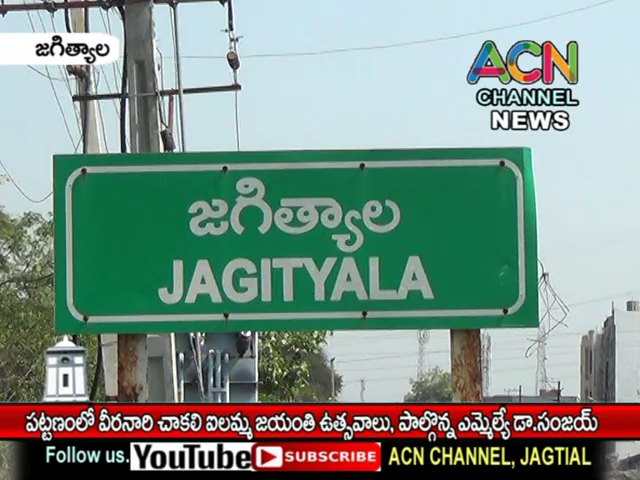 జగిత్యాల
ACN
CHANNEL
NEWS
జగిత్యాల
JAGITYALA
పట్టణంలో వీరనారి చాకలి ఐలమ్మ జయంతి ఉత్సవాలు, పాల్గొన్న ఎమ్మెల్యే డా.సంజయ్
Follow us. YouTube SUBSCRIBE ACN CHANNEL, JAGTIAL